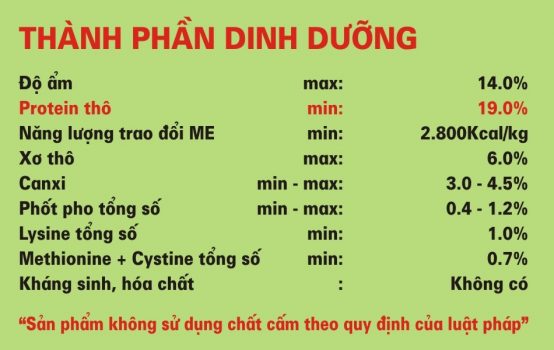 THÀNH PHẦN DINH DƯỠNG
Độ ẩm max: 14.0%
Protein thô min: 19.0%
Năng lượng trao đổi ME min: 2.800Kcal/kg
Xơ thô max: 6.0%
Canxi min - max: 3.0 - 4.5%
Phốt pho tổng số min - max: 0.4 - 1.2%
Lysine tổng số min: 1.0%
Methionine + Cystine tổng số min: 0.7%
Kháng sinh, hóa chất : Không có
“Sản phẩm không sử dụng chất cấm theo quy định của luật pháp”